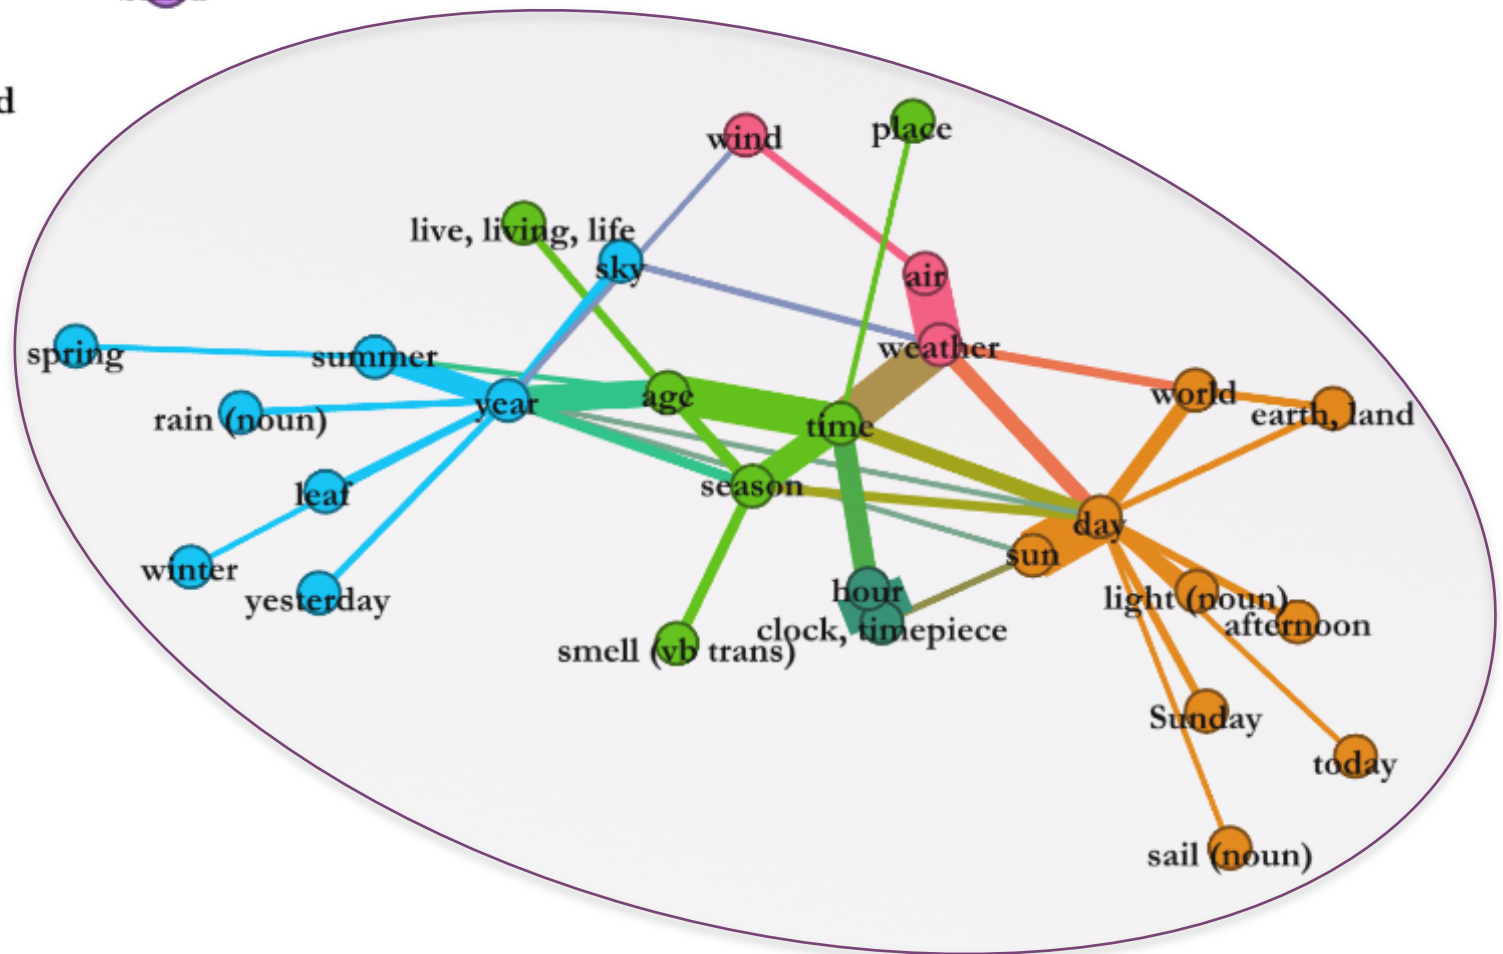 d
wind
place
live, living, life
sky
air
spring
summer
weather
year
age
time
world
earth, land
rain (noun)
leaf
season
day
winter
yesterday
sun
hour
light (noun)
clock, timepiece
afternoon
smell (vb trans)
Sunday
today
sail (noun)